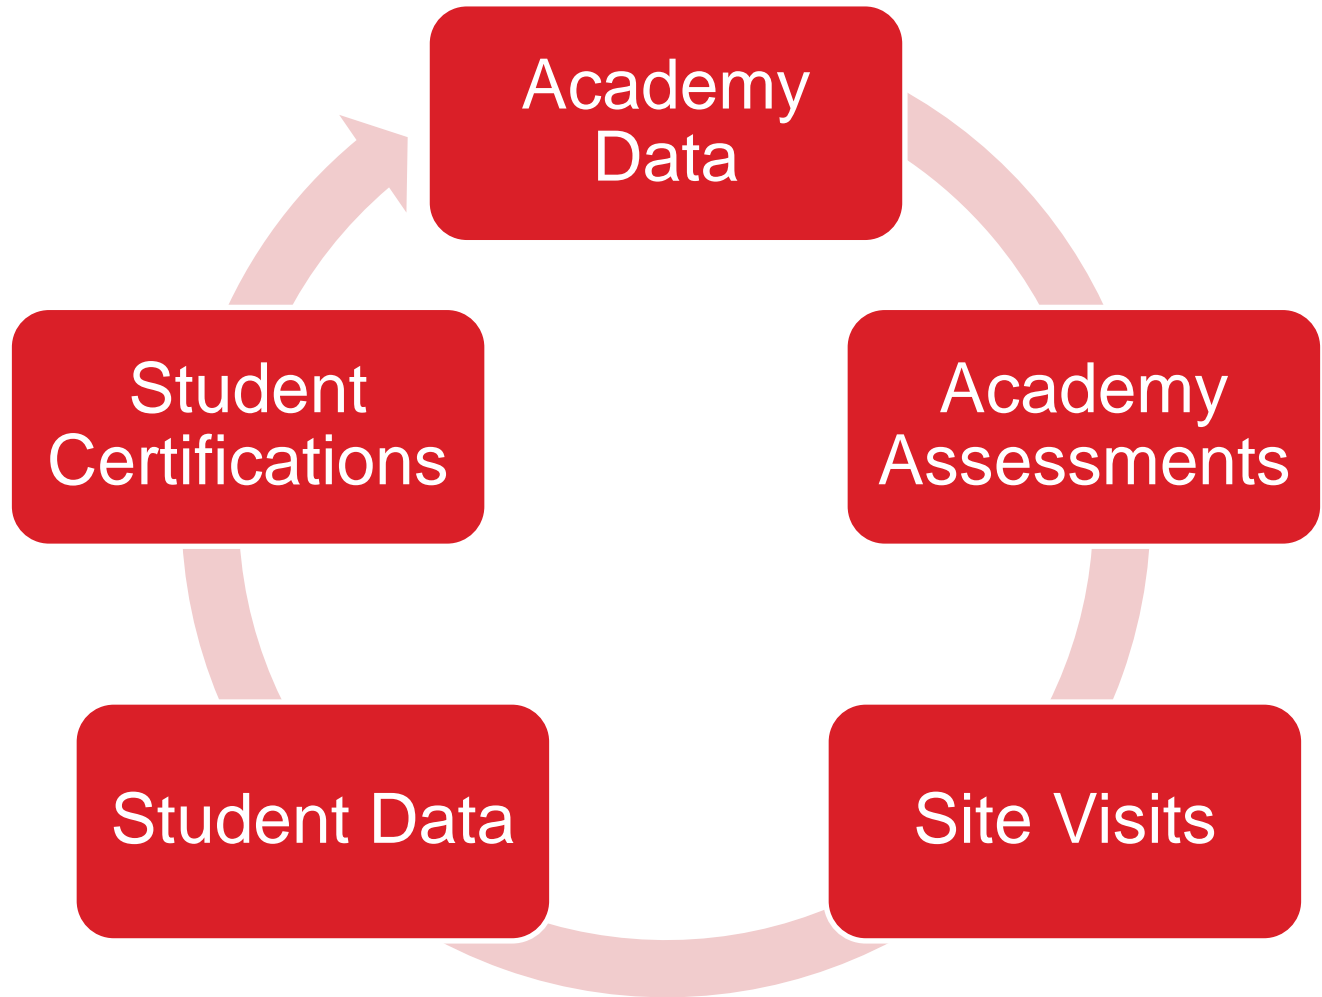 Academy
Data
Academy
Assessments
Site Visits
Student Data
Student
Certifications